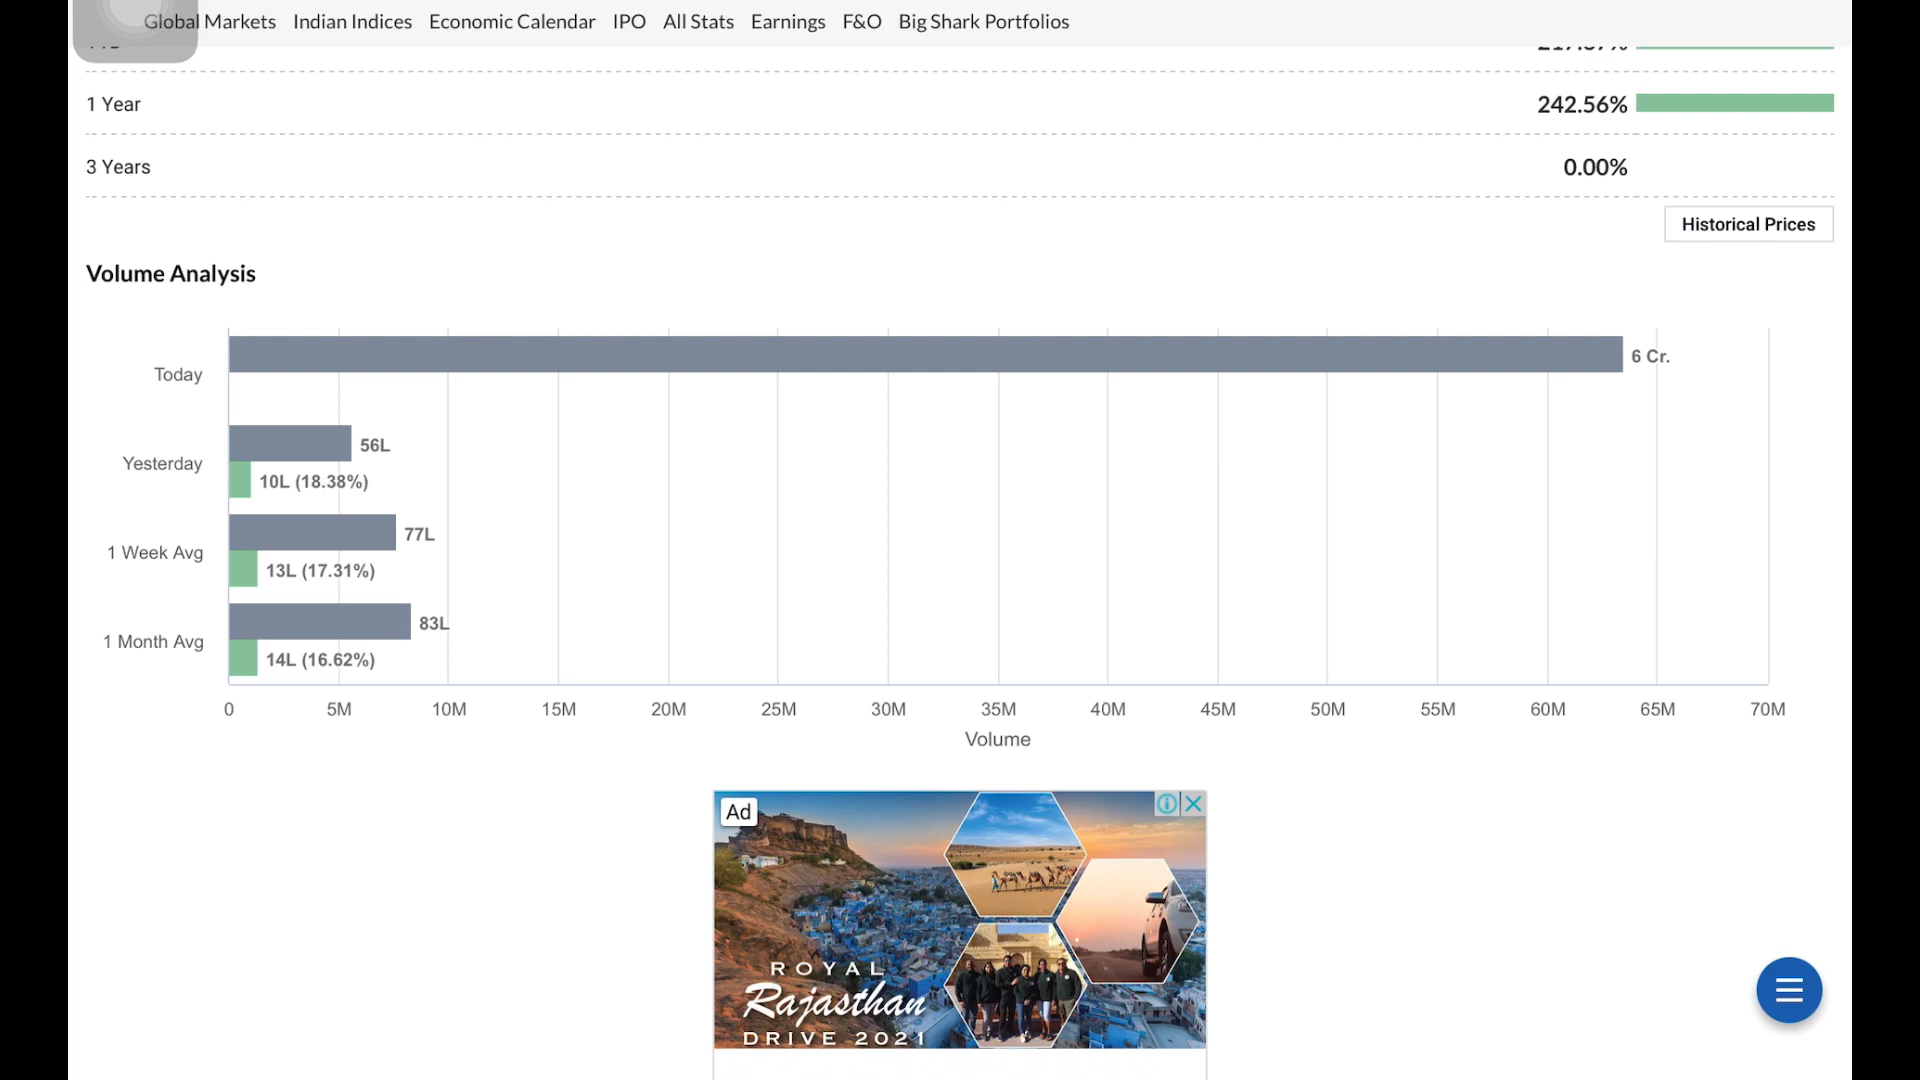 Global Markets Indian Indices Economic Calendar IPO All Stats Earnings F&O Big Shark Portfolios
1 Year 242.56%
3 Years 0.00%
Historical Prices
Volume Analysis
Today 6 Cr.
Yesterday 56L
10L (18.38%)
1 Week Avg 77L
13L (17.31%)
1 Month Avg 83L
14L (16.62%)
0 5M 10M 15M 20M 25M 30M 35M 40M 45M 50M 55M 60M 65M 70M
Volume
Ad
ROYAL
Rajasthan
DRIVE 2021